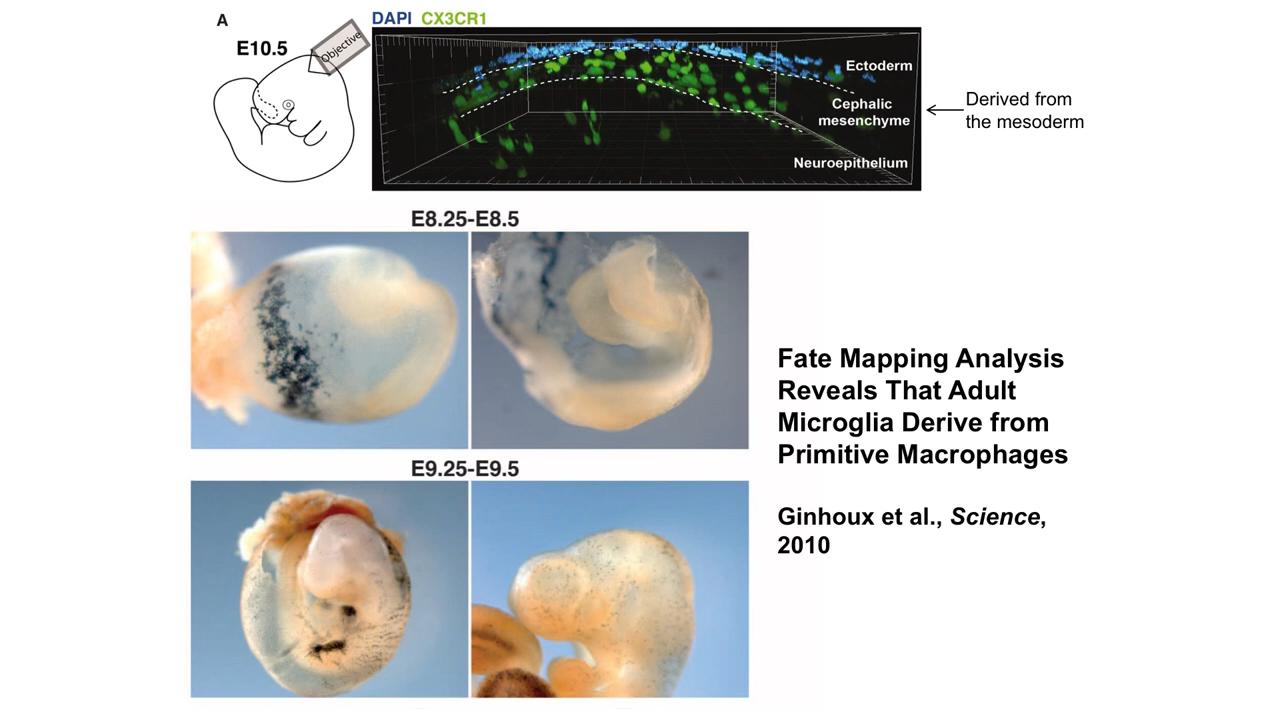 A
DAPI CX3CR1
E10.5
Objective
Ectoderm
Cephalic
mesenchyme
Neuroepithelium
Derived from
the mesoderm
E8.25-E8.5
E9.25-E9.5
Fate Mapping Analysis
Reveals That Adult
Microglia Derive from
Primitive Macrophages
Ginhoux et al., Science,
2010